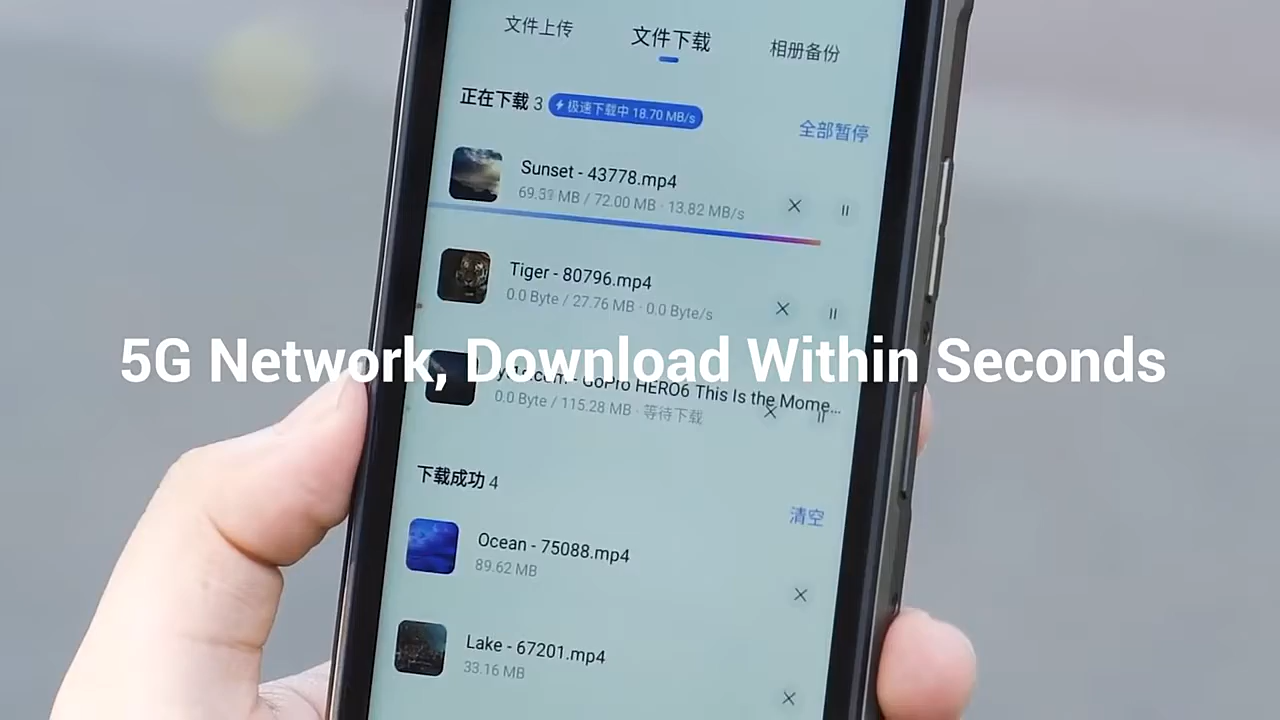 文件上传 文件下载 相册备份
正在下载 3 极速下载中 18.70 MB/s 全部暂停
Sunset - 43778.mp4
MB / 72.00 MB · 13.82 MB/s
Tiger - 80796.mp4
0.0 Byte / 27.76 MB · 0.0 Byte/s
5G Network, Download Within Seconds
- GoPro HERO6 This Is the Mome...
0.0 Byte / 115.28 MB · 等待下载
下载成功 4
清空
Ocean - 75088.mp4
89.62 MB
Lake - 67201.mp4
33.16 MB